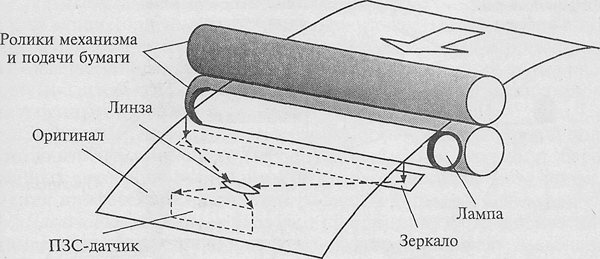 Ролики механизма
и подачи бумаги
Линза
Оригинал
ПЗС-датчик
Лампа
Зеркало